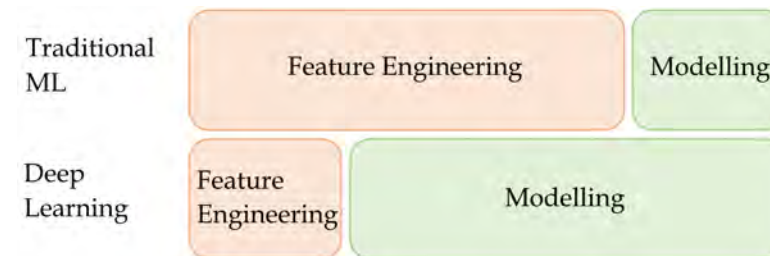 Traditional
ML
Feature Engineering
Modelling
Deep
Learning
Feature
Engineering
Modelling